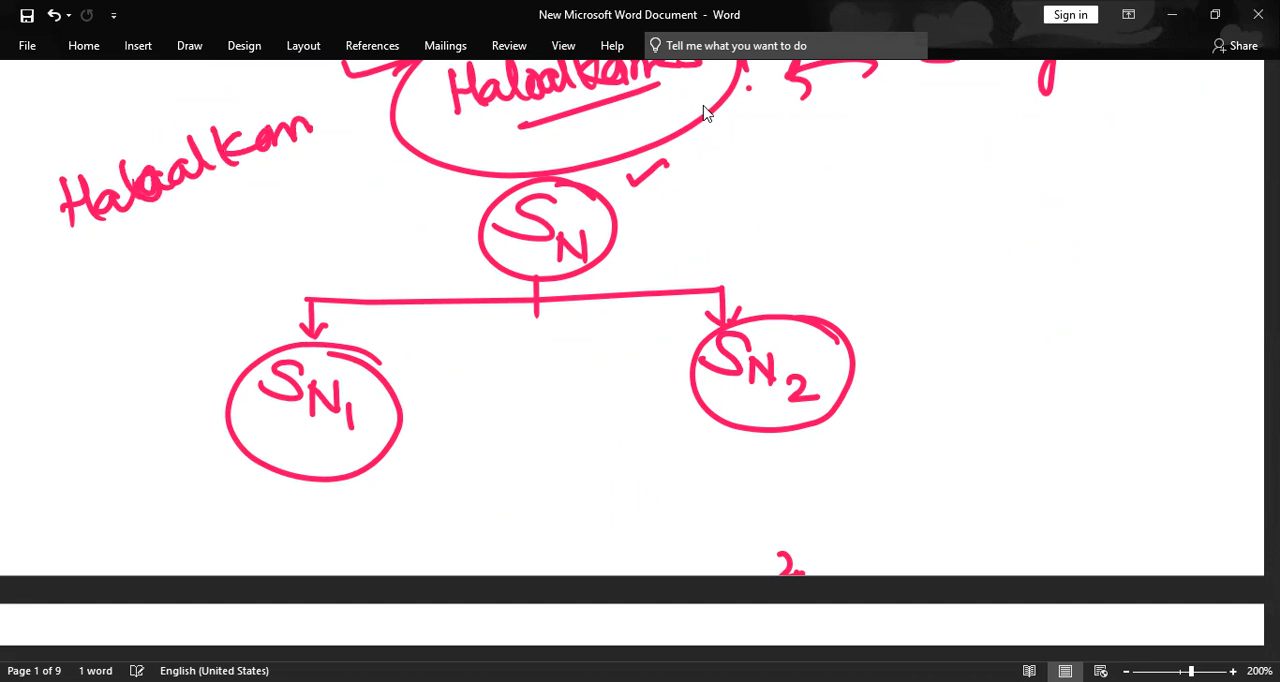 New Microsoft Word Document - Word
Sign in
File Home Insert Draw Design Layout References Mailings Review View Help Tell me what you want to do Share
Halaalkam
SN
SN1
SN2
2
Page 1 of 9 1 word English (United States) 200%